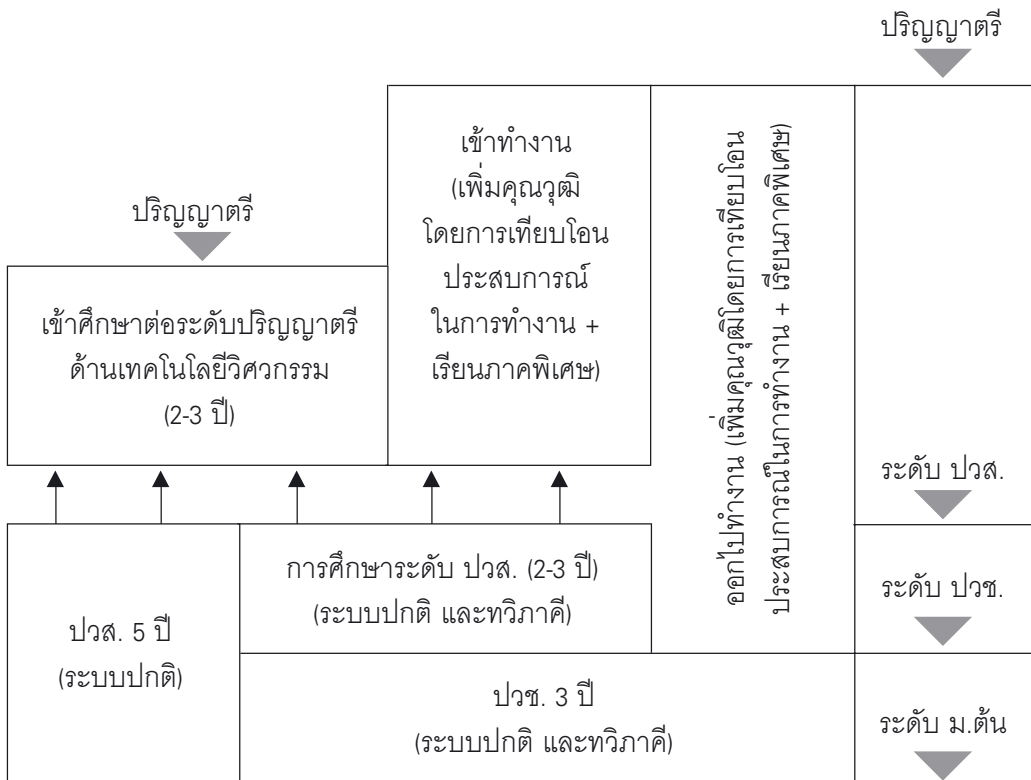 ปริญญาตรี
เข้าทำงาน
(เพิ่มคุณวุฒิ
โดยการเทียบโอน
ประสบการณ์
ในการทำงาน +
เรียนภาคพิเศษ)
ออกไปทำงาน (เพิ่มคุณวุฒิโดยการเทียบโอน
ประสบการณ์ในการทำงาน + เรียนภาคพิเศษ)
ปริญญาตรี
เข้าศึกษาต่อระดับปริญญาตรี
ด้านเทคโนโลยีวิศวกรรม
(2-3 ปี)
ระดับ ปวส.
การศึกษาระดับ ปวส. (2-3 ปี)
(ระบบปกติ และทวิภาคี)
ระดับ ปวช.
ปวส. 5 ปี
(ระบบปกติ)
ปวช. 3 ปี
(ระบบปกติ และทวิภาคี)
ระดับ ม.ต้น